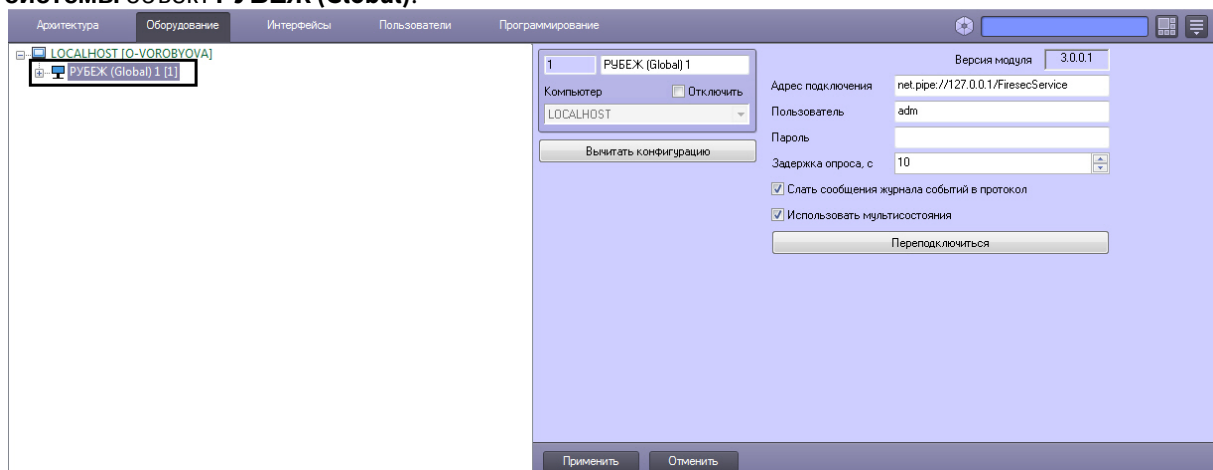 системы объект РУБЕЖ (Global).
Архитектура Оборудование Интерфейсы Пользователи Программирование
LOCALHOST [O-VOROBYOVA]
РУБЕЖ (Global) 1 [1]
1 РУБЕЖ (Global) 1
Компьютер Отключить
LOCALHOST
Вычитать конфигурацию
Версия модуля 3.0.0.1
Адрес подключения net.pipe://127.0.0.1/FiresecService
Пользователь adm
Пароль
Задержка опроса, с 10
Слать сообщения журнала событий в протокол
Использовать мультисостояния
Переподключиться
Применить Отменить